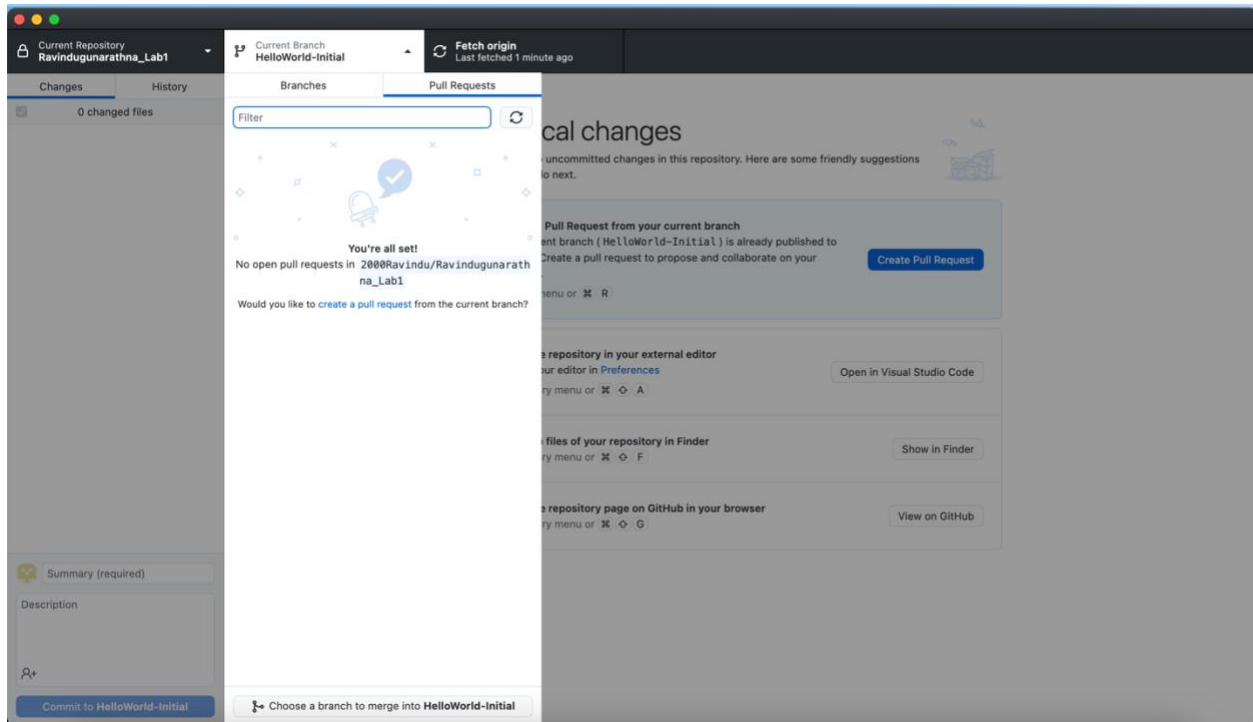 Current Repository
Ravindugunarathna_Lab1
Current Branch
HelloWorld-Initial
Fetch origin
Last fetched 1 minute ago
Changes
History
Branches
Pull Requests
0 changed files
Filter
You're all set!
No open pull requests in 2000Ravindu/Ravindugunarath
na_Lab1
Would you like to create a pull request from the current branch?
cal changes
uncommitted changes in this repository. Here are some friendly suggestions
o next.
Pull Request from your current branch
ent branch (HelloWorld-Initial) is already published to
Create a pull request to propose and collaborate on your
Create Pull Request
enu or ⌘ R
e repository in your external editor
our editor in Preferences
ry menu or ⌘ ⇧ A
Open in Visual Studio Code
files of your repository in Finder
ry menu or ⌘ ⇧ F
Show in Finder
e repository page on GitHub in your browser
ry menu or ⌘ ⇧ G
View on GitHub
Summary (required)
Description
Commit to HelloWorld-Initial
Choose a branch to merge into HelloWorld-Initial